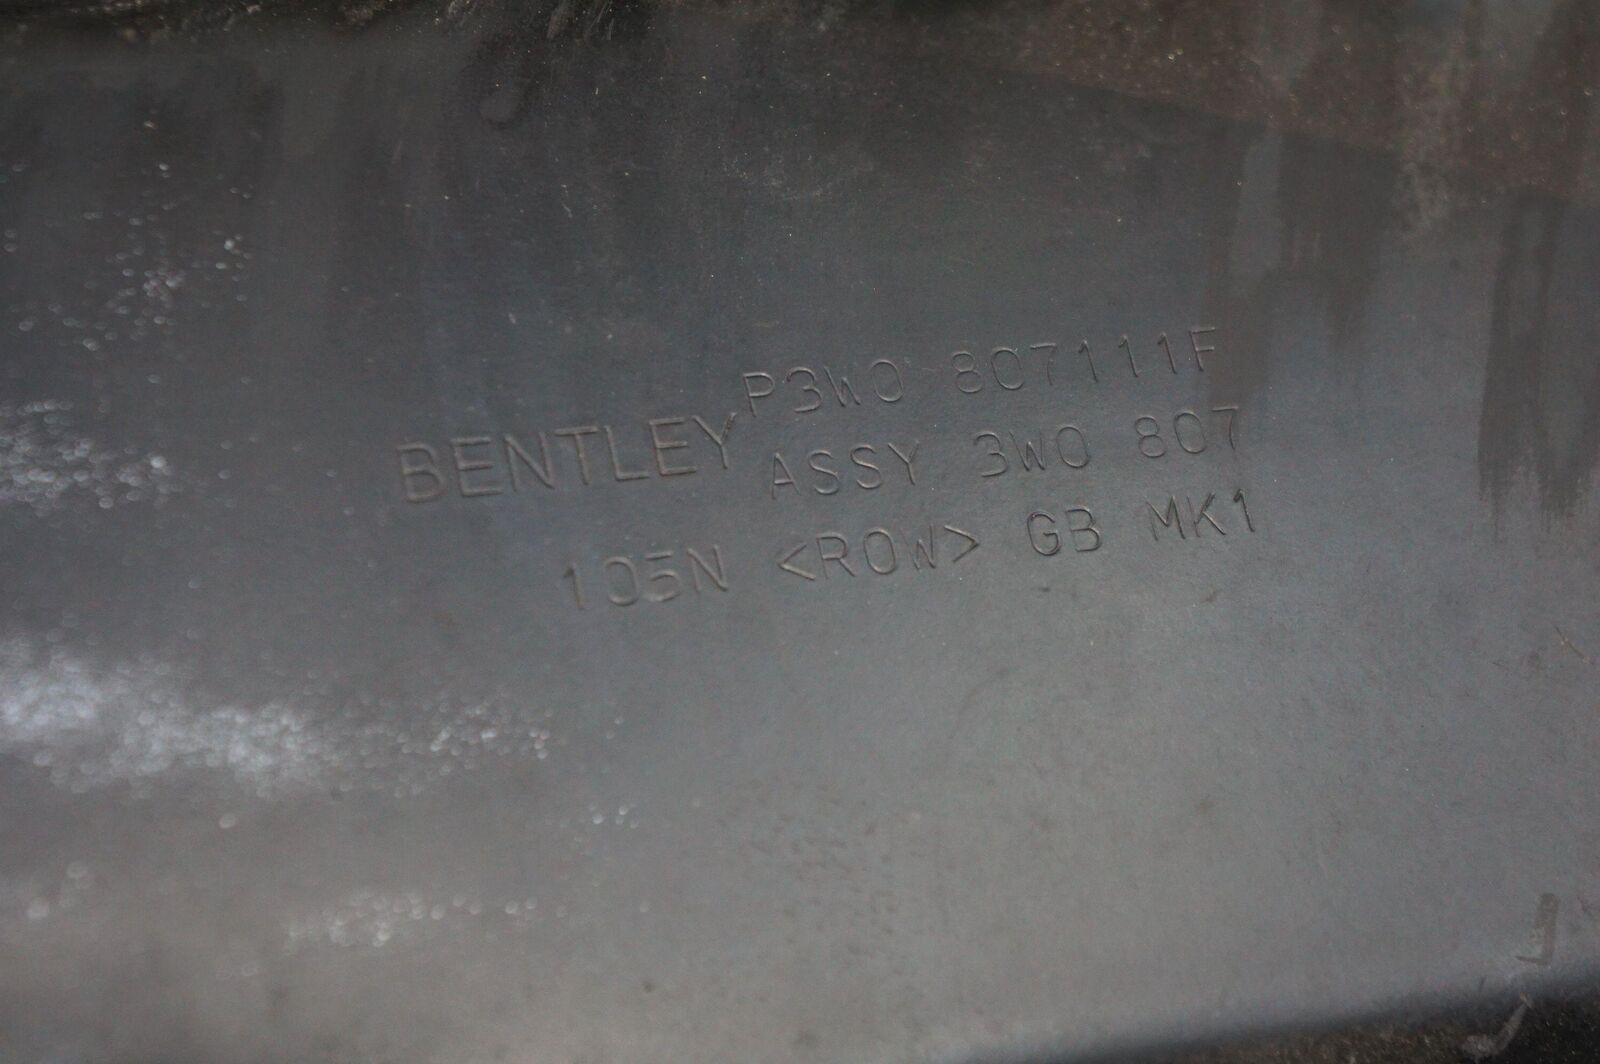 P3W0 807111F
BENTLEY ASSY 3W0 807
105N <ROW> GB MK1